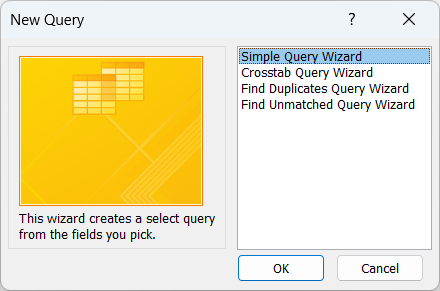 New Query
?
Simple Query Wizard
Crosstab Query Wizard
Find Duplicates Query Wizard
Find Unmatched Query Wizard
This wizard creates a select query
from the fields you pick.
OK
Cancel